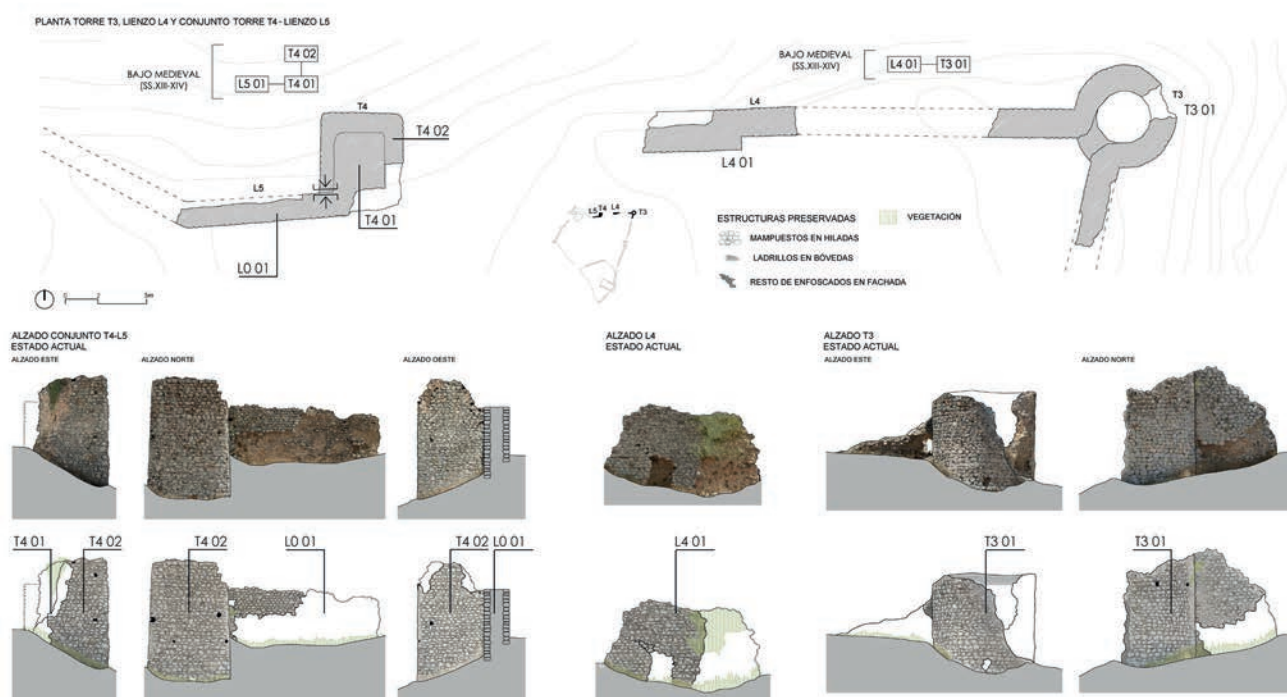 PLANTA TORRE T3, LIENZO L4 Y CONJUNTO TORRE T4 - LIENZO L5
BAJO MEDIEVAL
(SS.XIII-XIV)
T4 02
L5 01
T4 01
BAJO MEDIEVAL
(SS.XIII-XIV)
L4 01
T3 01
T4
T4 02
L5
T4 01
L0 01
L4
L4 01
T3
T3 01
L5 T4 L4 T3
ESTRUCTURAS PRESERVADAS
VEGETACIÓN
MAMPUESTOS EN HILADAS
LADRILLOS EN BÓVEDAS
RESTO DE ENFOSCADOS EN FACHADA
0
5m
ALZADO CONJUNTO T4-L5
ESTADO ACTUAL
ALZADO ESTE
ALZADO NORTE
ALZADO OESTE
ALZADO L4
ESTADO ACTUAL
ALZADO T3
ESTADO ACTUAL
ALZADO ESTE
ALZADO NORTE
T4 01
T4 02
T4 02
L0 01
T4 02
L0 01
L4 01
T3 01
T3 01